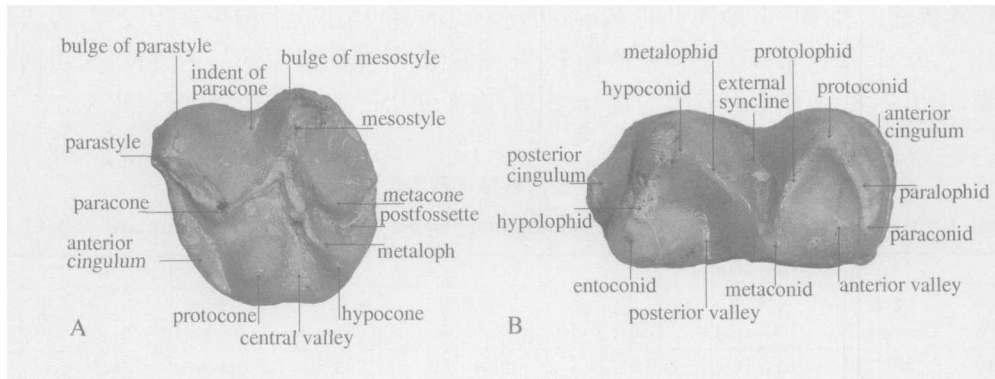 bulge of parastyle
indent of
paracone
bulge of mesostyle
mesostyle
parastyle
paracone
metacone
postfossette
anterior
cingulum
metaloph
protocone
hypocone
central valley
A
metalophid
protolophid
hypoconid
external
syncline
protoconid
anterior
cingulum
posterior
cingulum
paralophid
hypolophid
paraconid
entoconid
metaconid
anterior valley
posterior valley
B